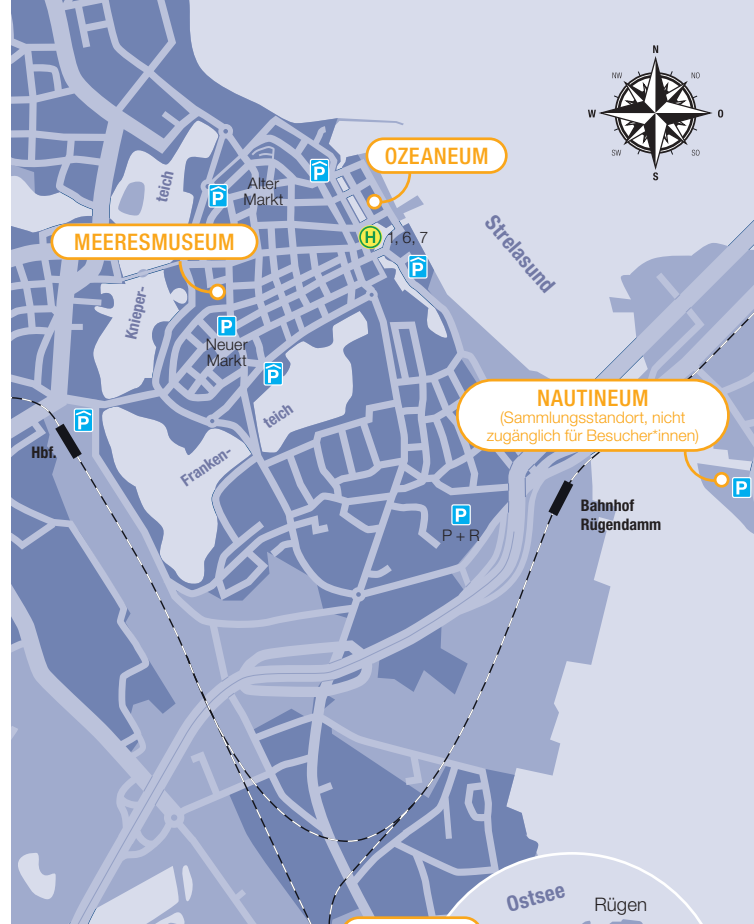 N
NW
NO
W
O
SW
SO
S
OZEANEUM
P
P
Alter
Markt
teich
MEERESMUSEUM
H 1, 6, 7
P
Strelasund
Knieper-
P
Neuer
Markt
P
NAUTINEUM
(Sammlungsstandort, nicht
zugänglich für Besucher*innen)
teich
P
Hbf.
Franken-
P
P
P + R
Bahnhof
Rügendamm
Ostsee
Rügen